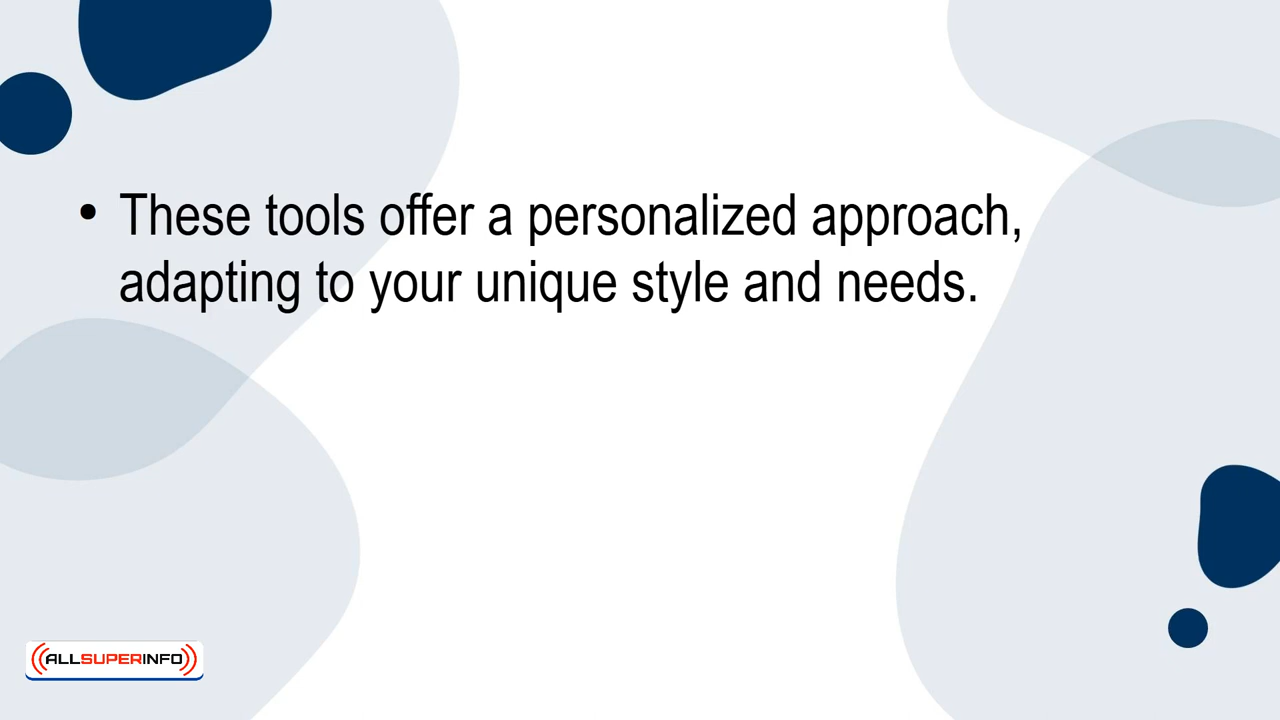 • These tools offer a personalized approach,
adapting to your unique style and needs.
ALLSUPERINFO